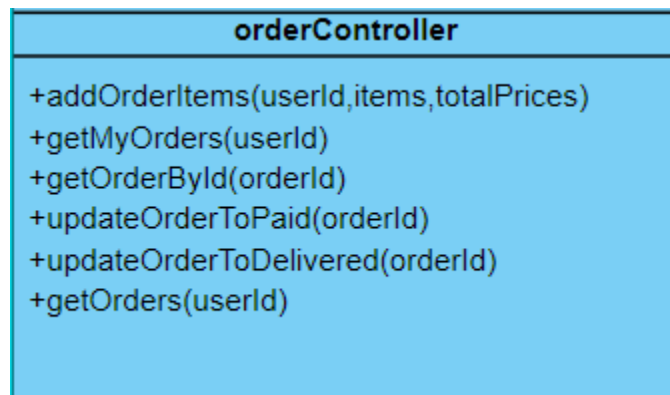 orderController
+addOrderItems(userId,items,totalPrices)
+getMyOrders(userId)
+getOrderById(orderId)
+updateOrderToPaid(orderId)
+updateOrderToDelivered(orderId)
+getOrders(userId)